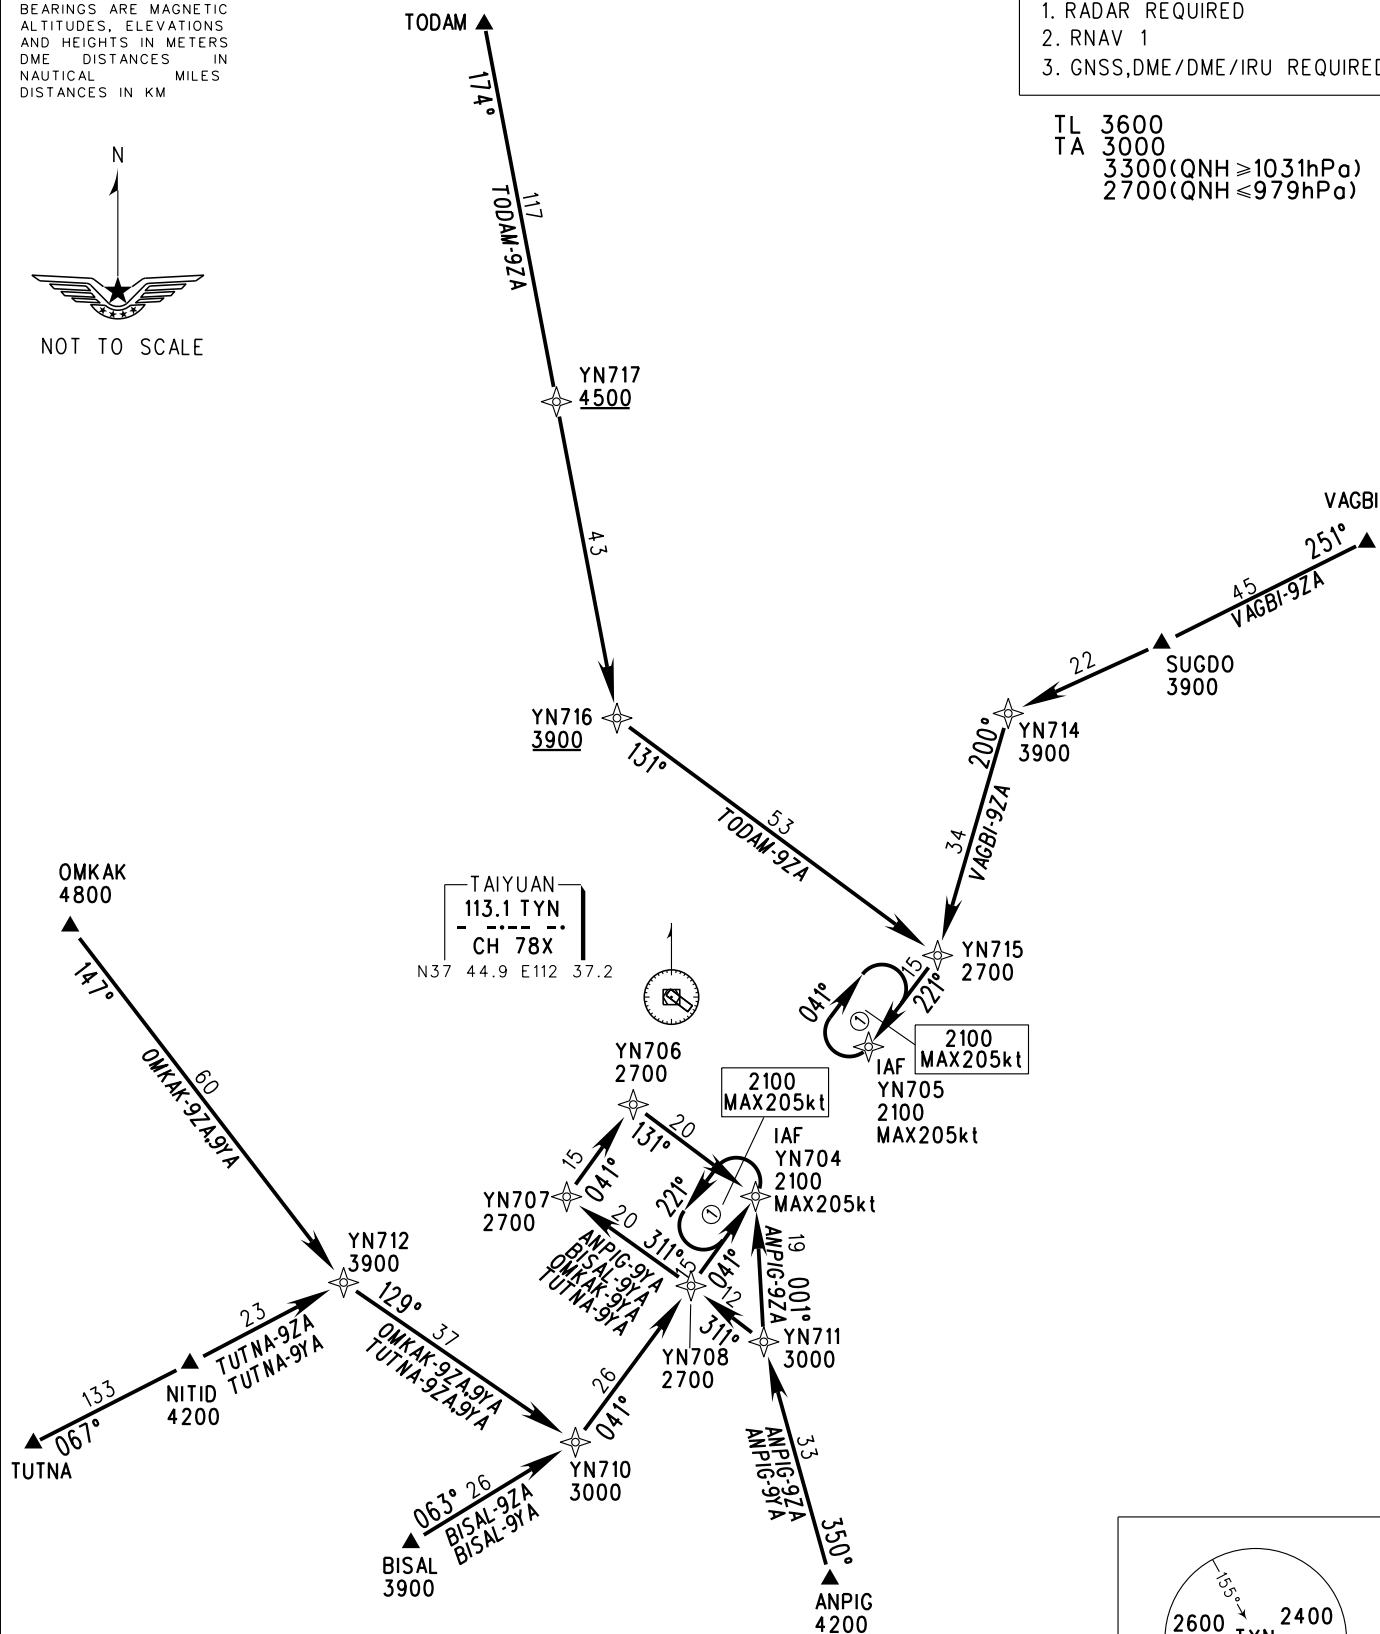 BEARINGS ARE MAGNETIC
ALTITUDES, ELEVATIONS
AND HEIGHTS IN METERS
DME DISTANCES IN
NAUTICAL MILES
DISTANCES IN KM
N
NOT TO SCALE
1. RADAR REQUIRED
2. RNAV 1
3. GNSS,DME/DME/IRU REQUIRED
TL 3600
TA 3000
3300(QNH ≥1031hPa)
2700(QNH ≤979hPa)
TODAM
174°
117
TODAM-9ZA
YN717
4500
43
YN716
3900
131°
53
TODAM-9ZA
VAGBI
251°
45
VAGBI-9ZA
SUGDO
3900
22
YN714
3900
200°
34
VAGBI-9ZA
YN715
2700
15
221°
041°
1
2100
MAX205kt
IAF
YN705
2100
MAX205kt
OMKAK
4800
147°
60
OMKAK-9ZA,9YA
TAIYUAN
113.1 TYN
CH 78X
N37 44.9 E112 37.2
YN706
2700
20
131°
15
041°
YN707
2700
2100
MAX205kt
IAF
YN704
2100
MAX205kt
221°
1
20
311°
ANPIG-9YA
BISAL-9YA
OMKAK-9YA
TUTNA-9YA
15
041°
12
311°
19
001°
ANPIG-9ZA
YN711
3000
YN708
2700
YN712
3900
129°
37
OMKAK-9ZA,9YA
TUTNA-9ZA,9YA
23
TUTNA-9ZA
TUTNA-9YA
NITID
4200
133
067°
TUTNA
26
041°
YN710
3000
063°
26
BISAL-9ZA
BISAL-9YA
BISAL
3900
33
ANPIG-9ZA
ANPIG-9YA
350°
ANPIG
4200
155°
2600
2400
TYN